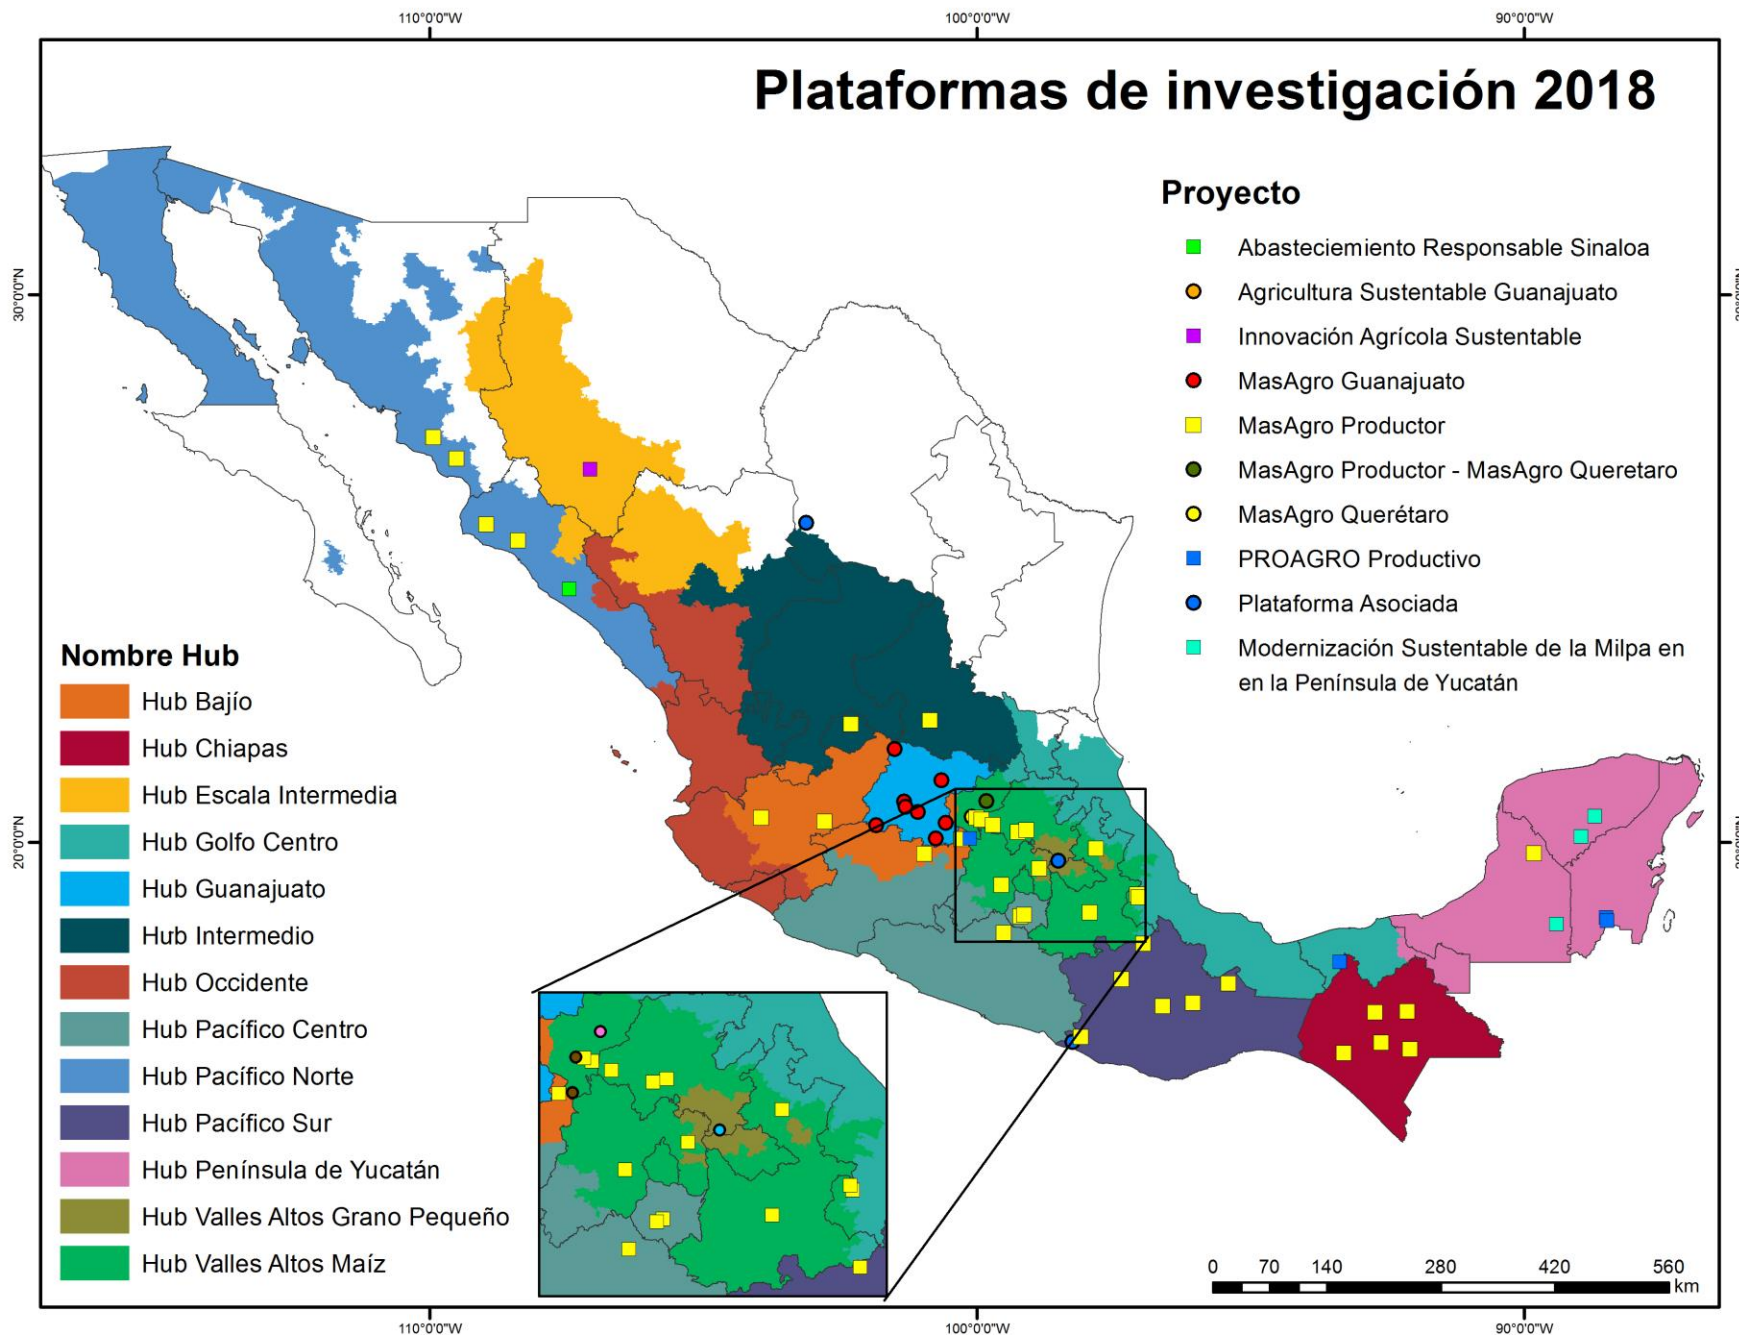 110°0'0"W
100°0'0"W
90°0'0"W
Plataformas de investigación 2018
Proyecto
Abasteciemiento Responsable Sinaloa
Agricultura Sustentable Guanajuato
Innovación Agrícola Sustentable
MasAgro Guanajuato
MasAgro Productor
MasAgro Productor - MasAgro Queretaro
MasAgro Querétaro
PROAGRO Productivo
Plataforma Asociada
Modernización Sustentable de la Milpa en
en la Península de Yucatán
30°0'0"N
20°0'0"N
Nombre Hub
Hub Bajío
Hub Chiapas
Hub Escala Intermedia
Hub Golfo Centro
Hub Guanajuato
Hub Intermedio
Hub Occidente
Hub Pacífico Centro
Hub Pacífico Norte
Hub Pacífico Sur
Hub Península de Yucatán
Hub Valles Altos Grano Pequeño
Hub Valles Altos Maíz
0 70 140 280 420 560
km
110°0'0"W
100°0'0"W
90°0'0"W